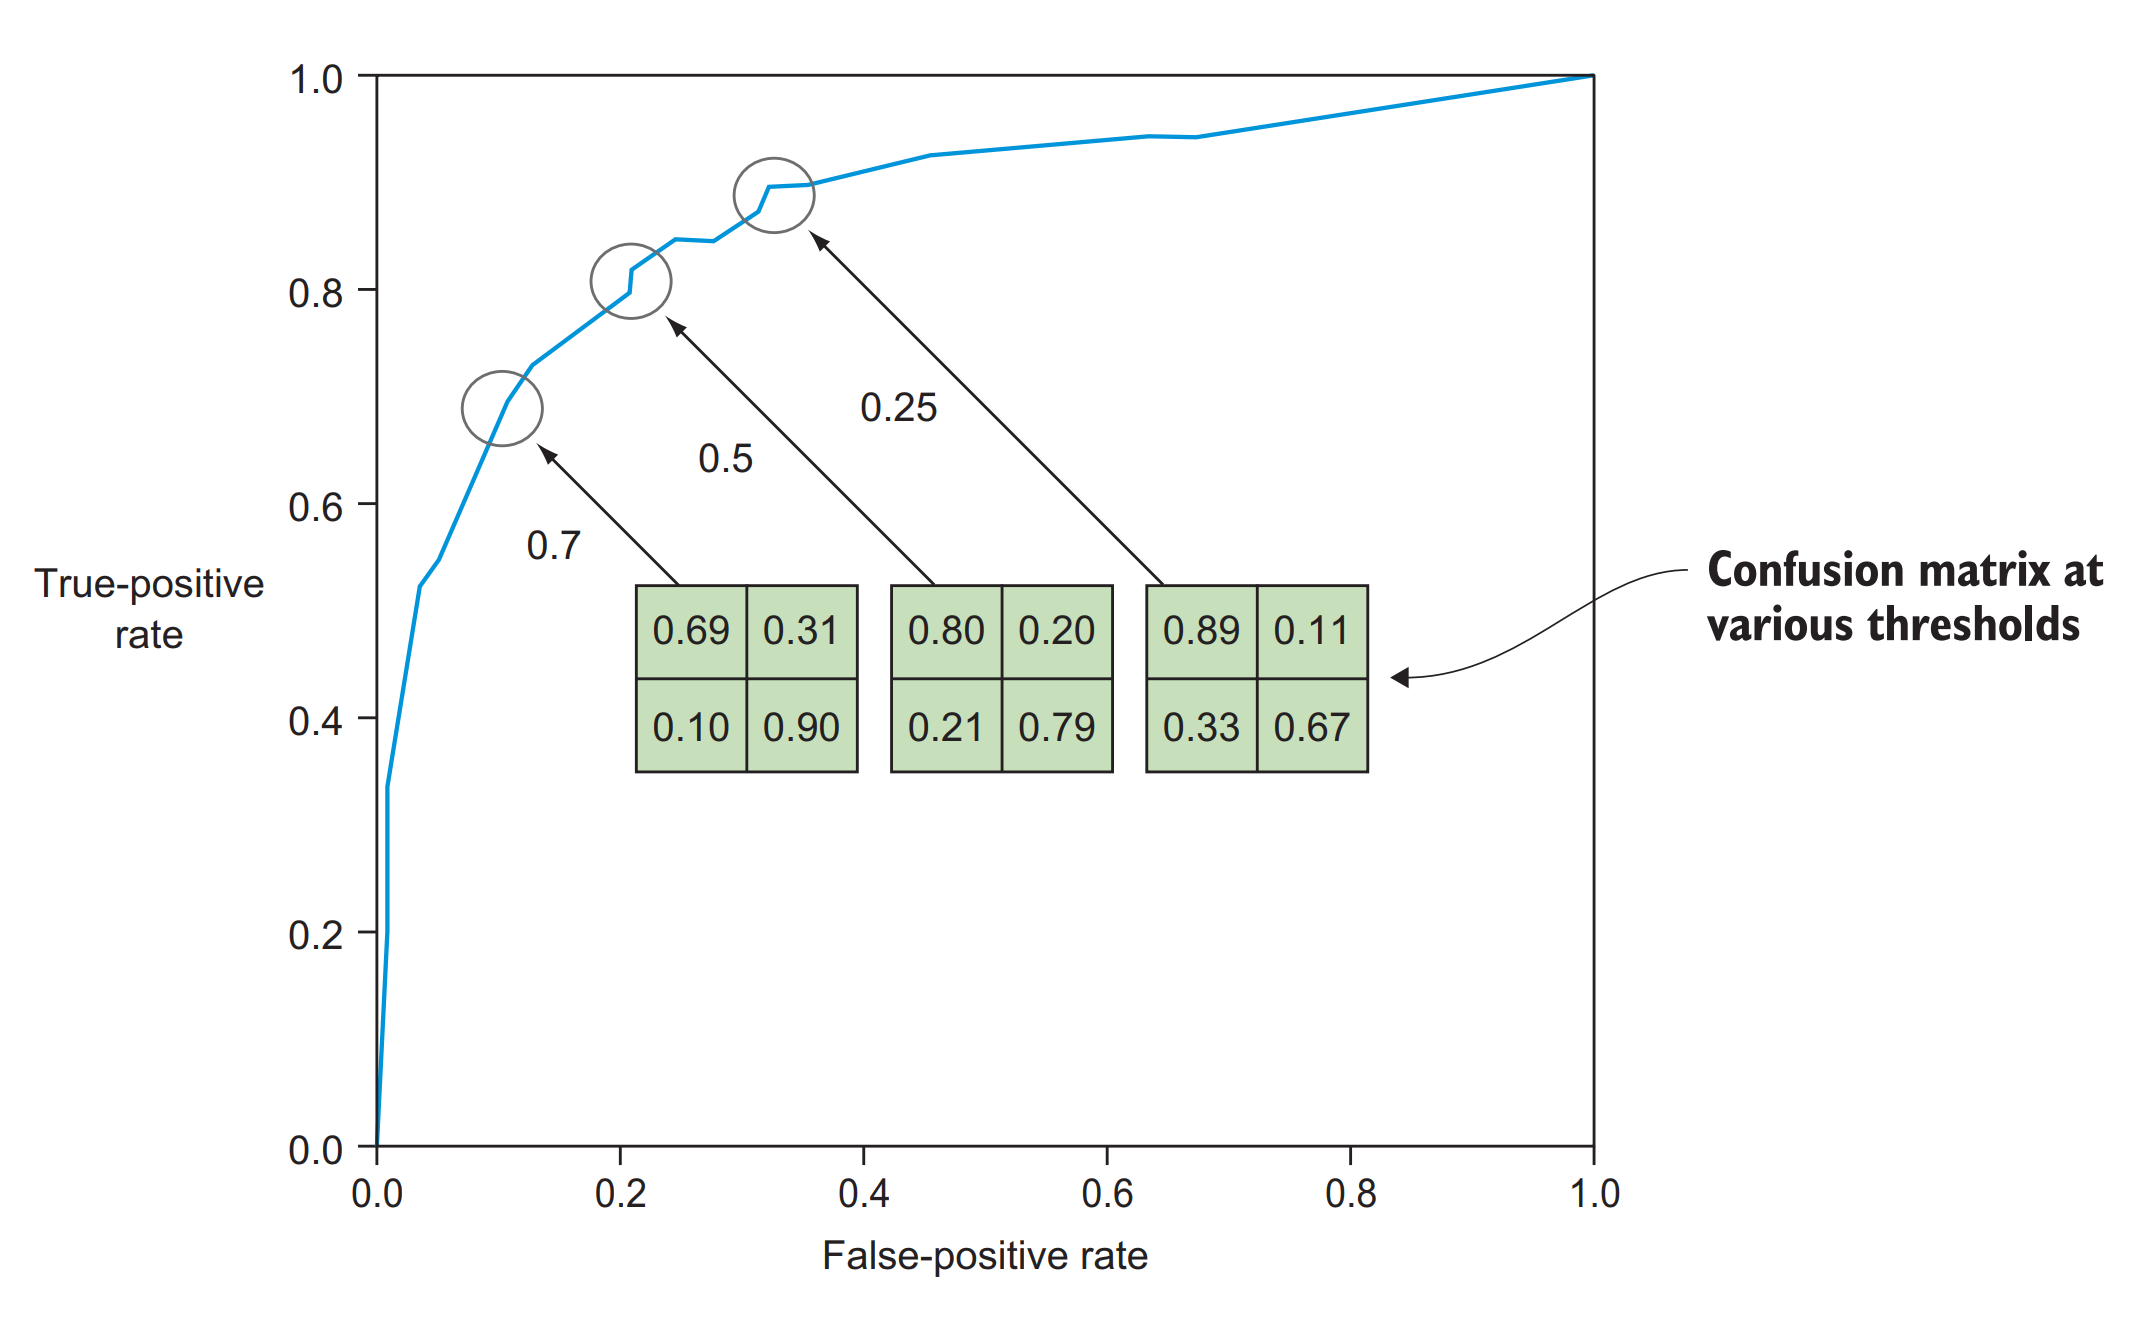 1.0
0.8
0.6
0.4
0.2
0.0
True-positive
rate
0.25
0.5
0.7
0.69 0.31
0.10 0.90
0.80 0.20
0.21 0.79
0.89 0.11
0.33 0.67
Confusion matrix at
various thresholds
0.0 0.2 0.4 0.6 0.8 1.0
False-positive rate